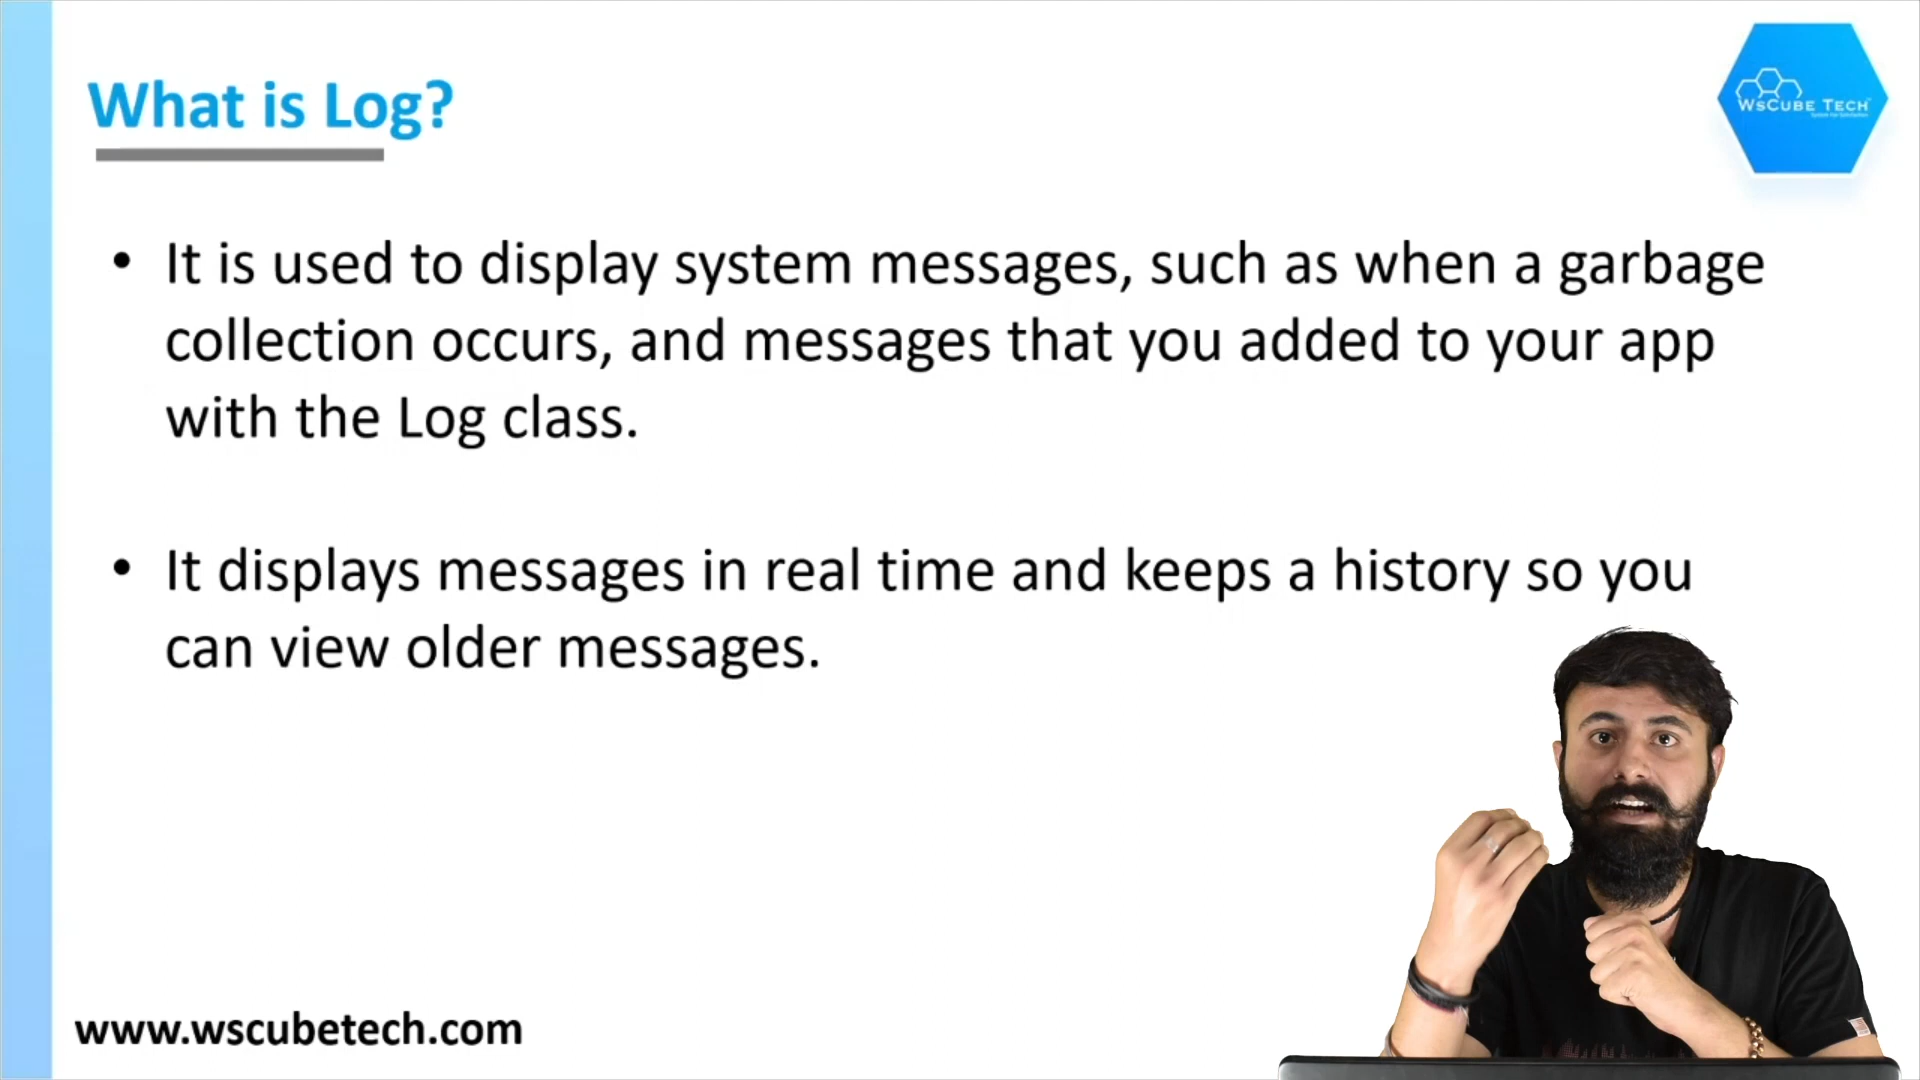 What is Log?
WSCUBE TECH
• It is used to display system messages, such as when a garbage
collection occurs, and messages that you added to your app
with the Log class.
• It displays messages in real time and keeps a history so you
can view older messages.
www.wscubetech.com